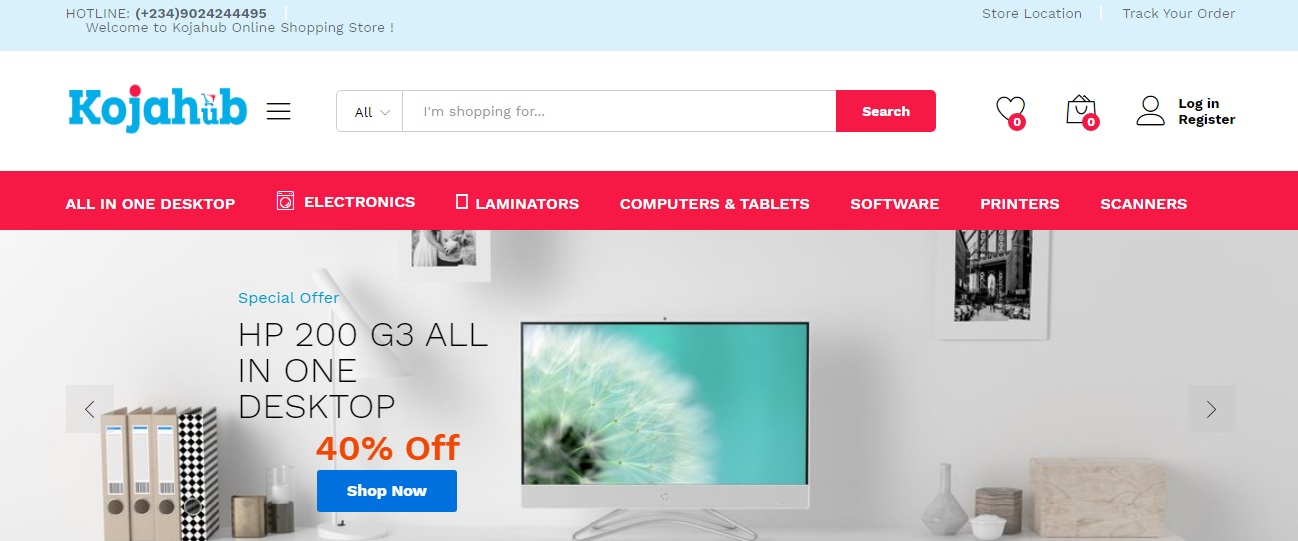 HOTLINE: (+234)9024244495
Welcome to Kojahub Online Shopping Store !
Store Location
Track Your Order
Kojahub
All
I'm shopping for...
Search
0
0
Log in
Register
ALL IN ONE DESKTOP
ELECTRONICS
LAMINATORS
COMPUTERS & TABLETS
SOFTWARE
PRINTERS
SCANNERS
Special Offer
HP 200 G3 ALL
IN ONE
DESKTOP
40% Off
Shop Now